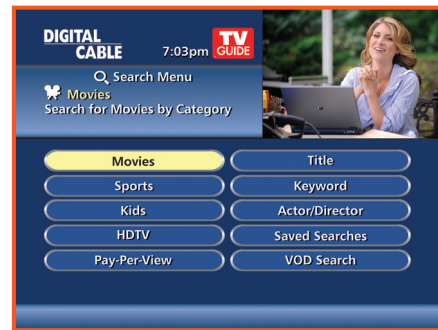 DIGITAL
CABLE
7:03pm
TV
GUIDE
Search Menu
Movies
Search for Movies by Category
Movies
Title
Sports
Keyword
Kids
Actor/Director
HDTV
Saved Searches
Pay-Per-View
VOD Search